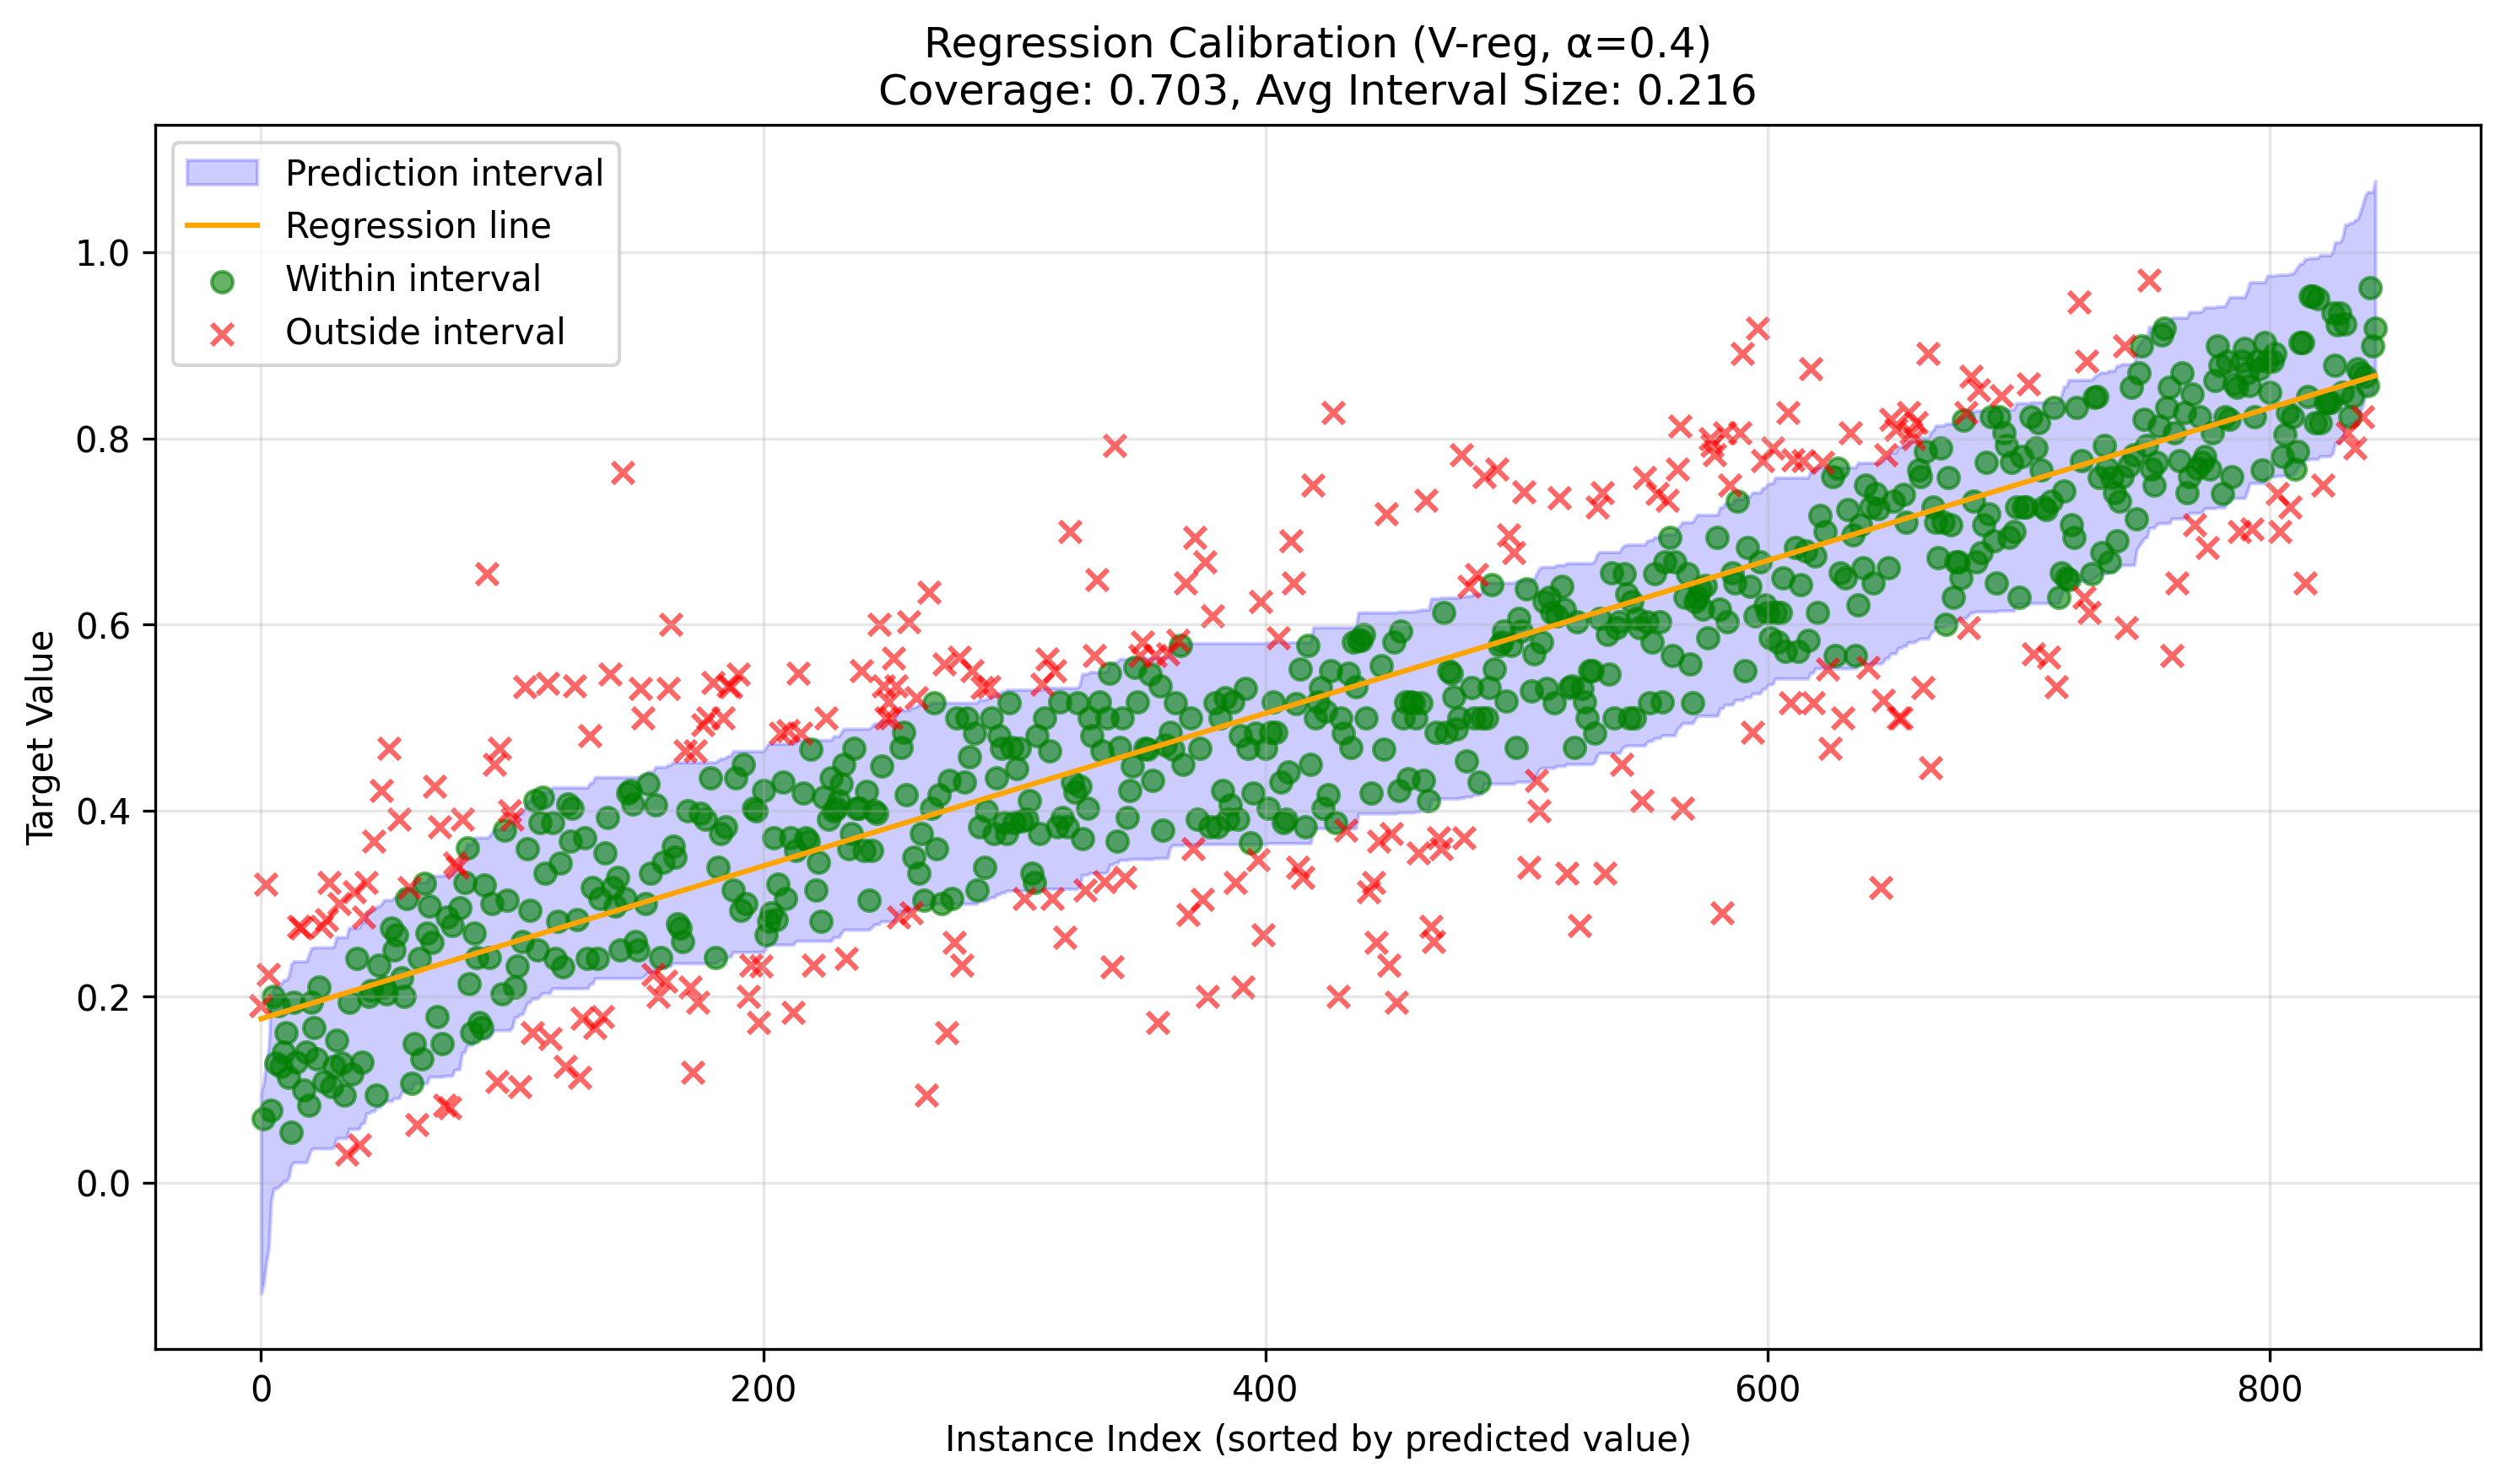 Regression Calibration (V-reg, α=0.4)
Coverage: 0.703, Avg Interval Size: 0.216
Prediction interval
Regression line
Within interval
Outside interval
1.0
0.8
0.6
0.4
0.2
0.0
Target Value
0 200 400 600 800
Instance Index (sorted by predicted value)